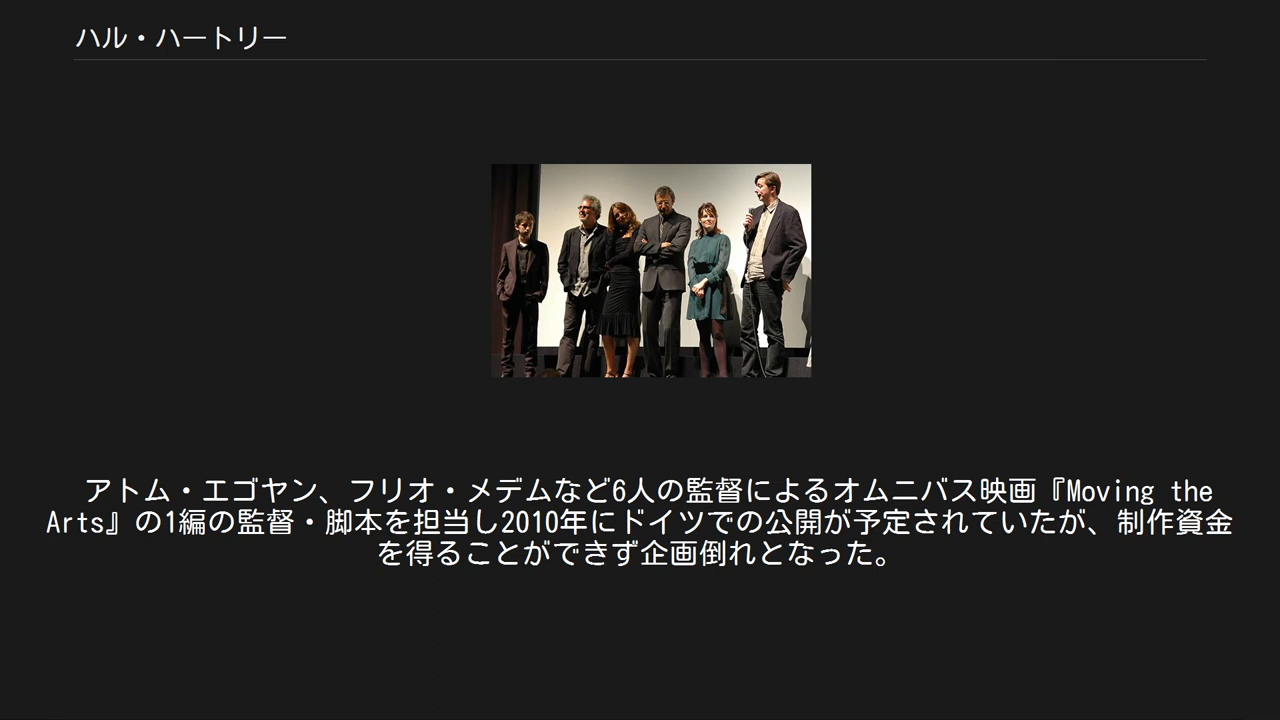 ハル・ハートリー
アトム・エゴヤン、フリオ・メデムなど6人の監督によるオムニバス映画『Moving the
Arts』の1編の監督・脚本を担当し2010年にドイツでの公開が予定されていたが、制作資金
を得ることができず企画倒れとなった。